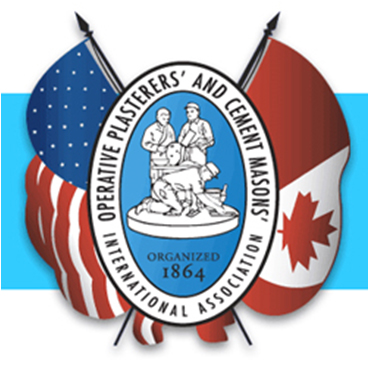 OPERATIVE PLASTERERS' AND CEMENT MASONS'
INTERNATIONAL ASSOCIATION
ORGANIZED
1864